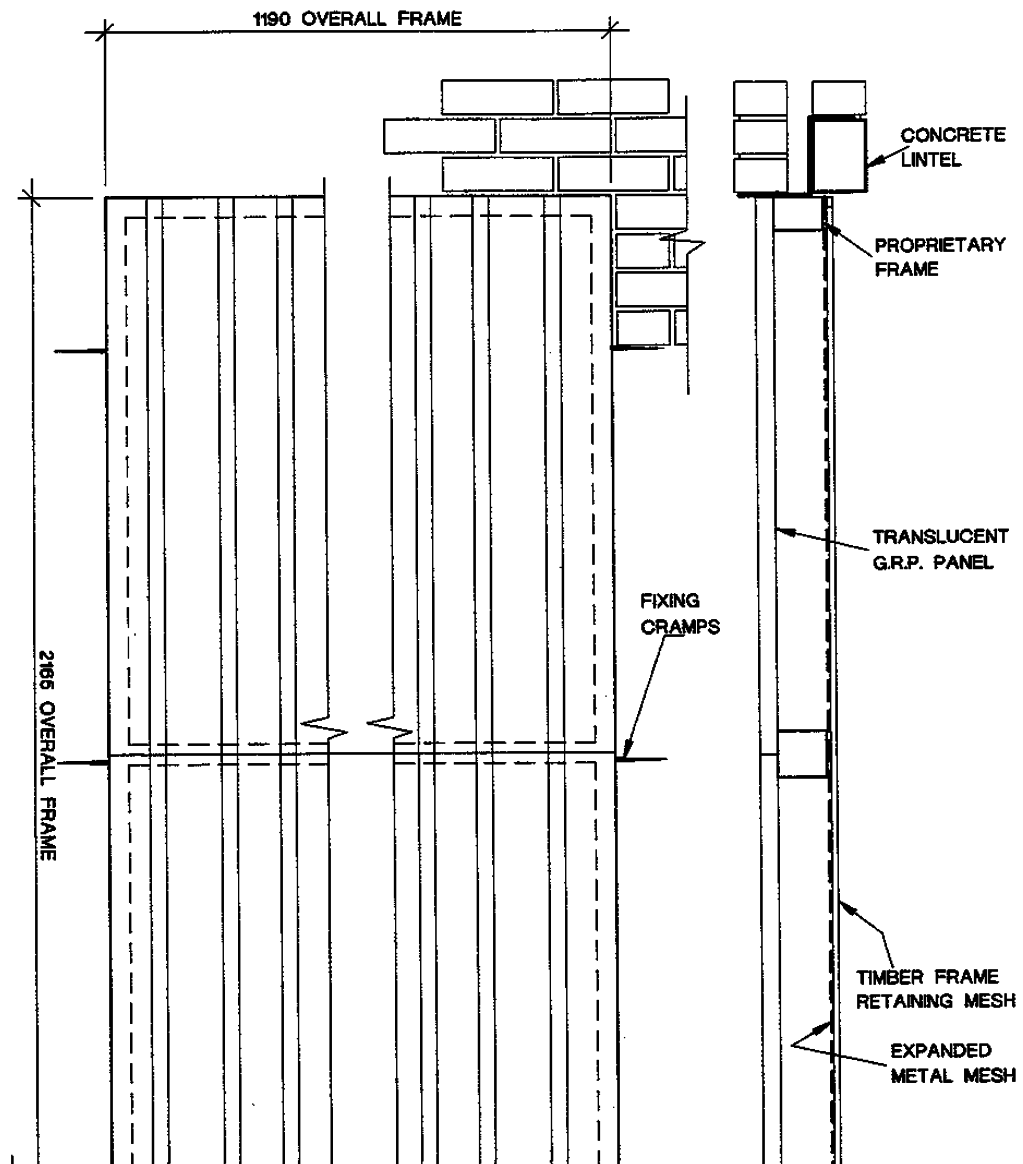 1190 OVERALL FRAME
CONCRETE
LINTEL
PROPRIETARY
FRAME
TRANSLUCENT
G.R.P. PANEL
FIXING
CRAMPS
2165 OVERALL FRAME
TIMBER FRAME
RETAINING MESH
EXPANDED
METAL MESH